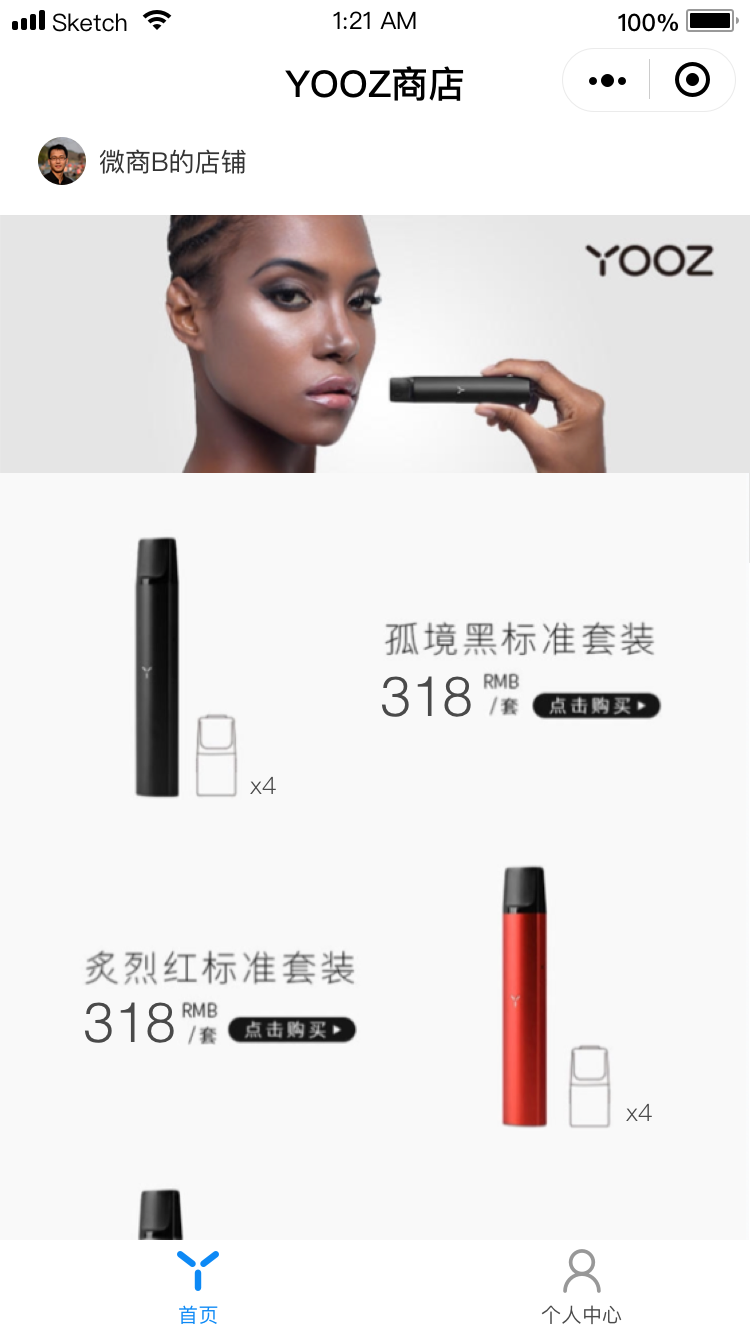 Sketch 1:21 AM 100%
YOOZ商店
微商B的店铺
YOOZ
孤境黑标准套装
318 RMB/套 点击购买
x4
炙烈红标准套装
318 RMB/套 点击购买
x4
首页 个人中心